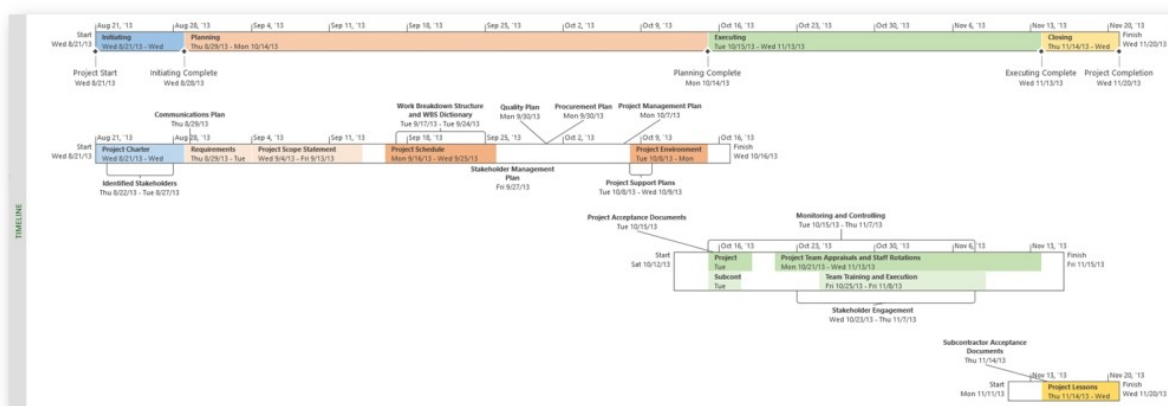 TIMELINE
Aug 21, '13 Aug 28, '13 Sep 4, '13 Sep 11, '13 Sep 18, '13 Sep 25, '13 Oct 2, '13 Oct 9, '13 Oct 16, '13 Oct 23, '13 Oct 30, '13 Nov 6, '13 Nov 13, '13 Nov 20, '13
Start
Wed 8/21/13
Initiating
Wed 8/21/13 - Wed
Planning
Thu 8/29/13 - Mon 10/14/13
Executing
Tue 10/15/13 - Wed 11/13/13
Closing
Thu 11/14/13 - Wed
Finish
Wed 11/20/13
Project Start
Wed 8/21/13
Initiating Complete
Wed 8/28/13
Planning Complete
Mon 10/14/13
Executing Complete
Wed 11/13/13
Project Completion
Wed 11/20/13
Communications Plan
Thu 8/29/13
Work Breakdown Structure
and WBS Dictionary
Tue 9/17/13 - Tue 9/24/13
Quality Plan
Mon 9/30/13
Procurement Plan
Mon 9/30/13
Project Management Plan
Mon 10/7/13
Aug 21, '13 Aug 28, '13 Sep 4, '13 Sep 11, '13 Sep 18, '13 Sep 25, '13 Oct 2, '13 Oct 9, '13 Oct 16, '13
Start
Wed 8/21/13
Project Charter
Wed 8/21/13 - Wed
Requirements
Thu 8/29/13 - Tue
Project Scope Statement
Wed 9/4/13 - Fri 9/13/13
Project Schedule
Mon 9/16/13 - Wed 9/25/13
Project Environment
Tue 10/8/13 - Mon
Finish
Wed 10/16/13
Identified Stakeholders
Thu 8/22/13 - Tue 8/27/13
Stakeholder Management
Plan
Fri 9/27/13
Project Support Plans
Tue 10/8/13 - Wed 10/9/13
Project Acceptance Documents
Tue 10/15/13
Monitoring and Controlling
Tue 10/15/13 - Thu 11/7/13
Oct 16, '13 Oct 23, '13 Oct 30, '13 Nov 6, '13 Nov 13, '13
Start
Sat 10/12/13
Project
Tue
Project Team Appraisals and Staff Rotations
Mon 10/21/13 - Wed 11/13/13
Subcont
Tue
Team Training and Execution
Fri 10/25/13 - Fri 11/8/13
Finish
Fri 11/15/13
Stakeholder Engagement
Wed 10/23/13 - Thu 11/7/13
Subcontractor Acceptance
Documents
Thu 11/14/13
Nov 13, '13 Nov 20, '13
Start
Mon 11/11/13
Project Lessons
Thu 11/14/13 - Wed
Finish
Wed 11/20/13